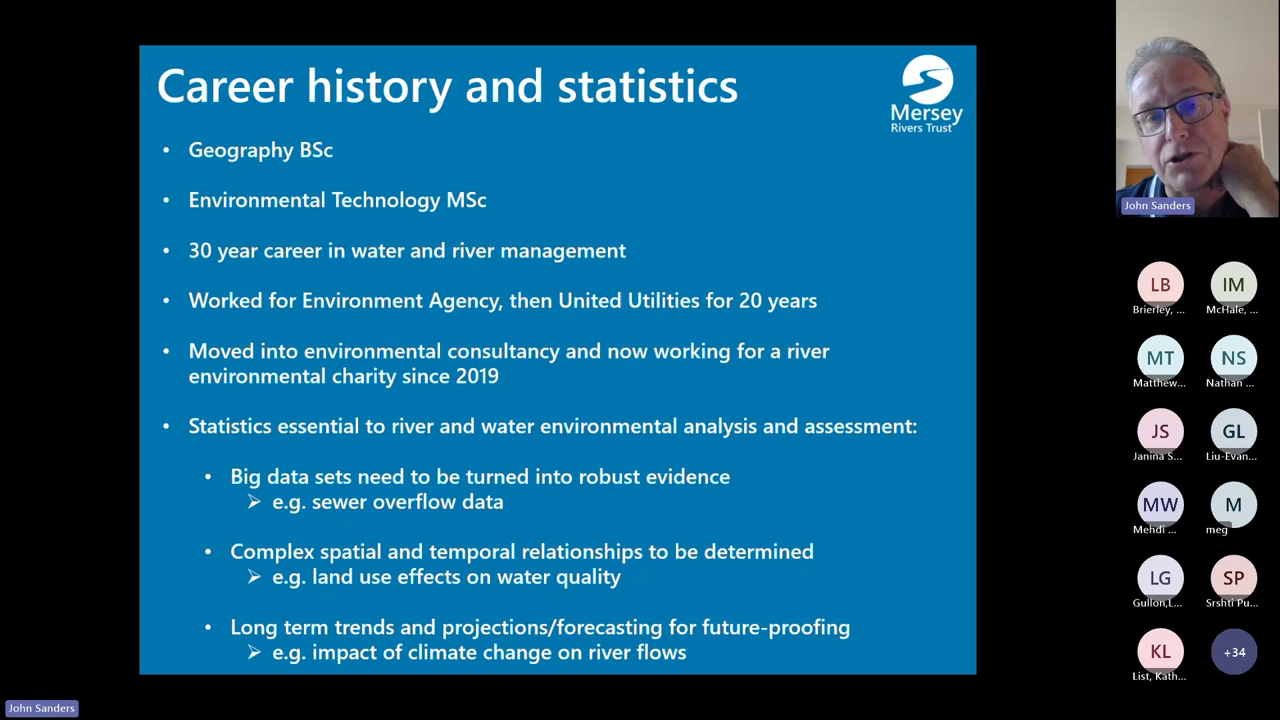 Career history and statistics
Mersey
Rivers Trust
• Geography BSc
• Environmental Technology MSc
• 30 year career in water and river management
• Worked for Environment Agency, then United Utilities for 20 years
• Moved into environmental consultancy and now working for a river
environmental charity since 2019
• Statistics essential to river and water environmental analysis and assessment:
• Big data sets need to be turned into robust evidence
➢ e.g. sewer overflow data
• Complex spatial and temporal relationships to be determined
➢ e.g. land use effects on water quality
• Long term trends and projections/forecasting for future-proofing
➢ e.g. impact of climate change on river flows
John Sanders
LB
Brierley, ...
IM
McHale, ...
MT
Matthew...
NS
Nathan ...
JS
Janina S...
GL
Liu-Evan...
MW
Mehdi ...
M
meg
LG
Gullon,L...
SP
Srshti Pu...
KL
List, Kath...
+34
John Sanders